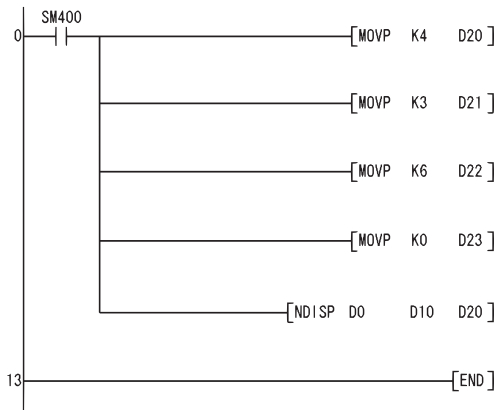 SM400
0 [MOVP K4 D20]
[MOVP K3 D21]
[MOVP K6 D22]
[MOVP K0 D23]
[NDISP D0 D10 D20]
13 [END]